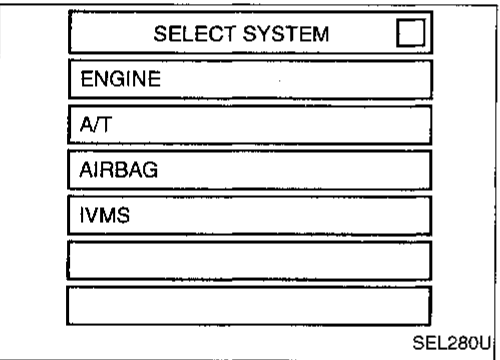 SELECT SYSTEM
ENGINE
A/T
AIRBAG
IVMS
SEL280U